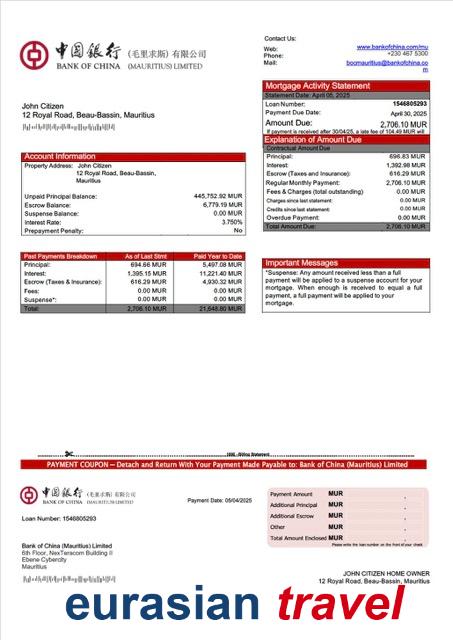 Contact Us:
Web: www.bankofchina.com/mu
Phone: +230 467 5300
Mail: bocmauritius@bankofchina.co
m
中國銀行 (毛里求斯) 有限公司
BANK OF CHINA (MAURITIUS) LIMITED
Mortgage Activity Statement
Statement Date: April 05, 2025
Loan Number: 1546805293
Payment Due Date: April 30, 2025
Amount Due: 2,706.10 MUR
If payment is received after 30/04/25, a late fee of 104.49 MUR will
John Citizen
12 Royal Road, Beau-Bassin, Mauritius
Explanation of Amount Due
Contractual Amount Due
Principal: 696.83 MUR
Interest: 1,392.98 MUR
Escrow (Taxes and Insurance): 616.29 MUR
Regular Monthly Payment: 2,706.10 MUR
Fees & Charges (total outstanding) 0.00 MUR
Charges since last statement: 0.00 MUR
Credits since last statement: 0.00 MUR
Overdue Payment: 0.00 MUR
Total Amount Due: 2,706.10 MUR
Account Information
Property Address: John Citizen
12 Royal Road, Beau-Bassin,
Mauritius
Unpaid Principal Balance: 445,752.92 MUR
Escrow Balance: 6,779.19 MUR
Suspense Balance: 0.00 MUR
Interest Rate: 3.750%
Prepayment Penalty: No
Past Payments Breakdown As of Last Stmt Paid Year to Date
Principal: 694.66 MUR 5,497.08 MUR
Interest: 1,395.15 MUR 11,221.40 MUR
Escrow (Taxes & Insurance): 616.29 MUR 4,930.32 MUR
Fees: 0.00 MUR 0.00 MUR
Suspense*: 0.00 MUR 0.00 MUR
Total: 2,706.10 MUR 21,648.80 MUR
Important Messages
*Suspense: Any amount received less than a full
payment will be applied to a suspense account for your
mortgage. When enough is received to equal a full
payment, a full payment will be applied to your
mortgage.
PAYMENT COUPON – Detach and Return With Your Payment Made Payable to: Bank of China (Mauritius) Limited
中國銀行 (毛里求斯) 有限公司
BANK OF CHINA (MAURITIUS) LIMITED
Payment Date: 05/04/2025
Loan Number: 1546805293
Payment Amount MUR
Additional Principal MUR
Additional Escrow MUR
Other MUR
Total Amount Enclosed MUR
Please write the loan number on the front of your check
Bank of China (Mauritius) Limited
6th Floor, NexTeracom Building II
Ebene Cybercity
Mauritius
JOHN CITIZEN HOME OWNER
12 Royal Road, Beau-Bassin, Mauritius
eurasian travel